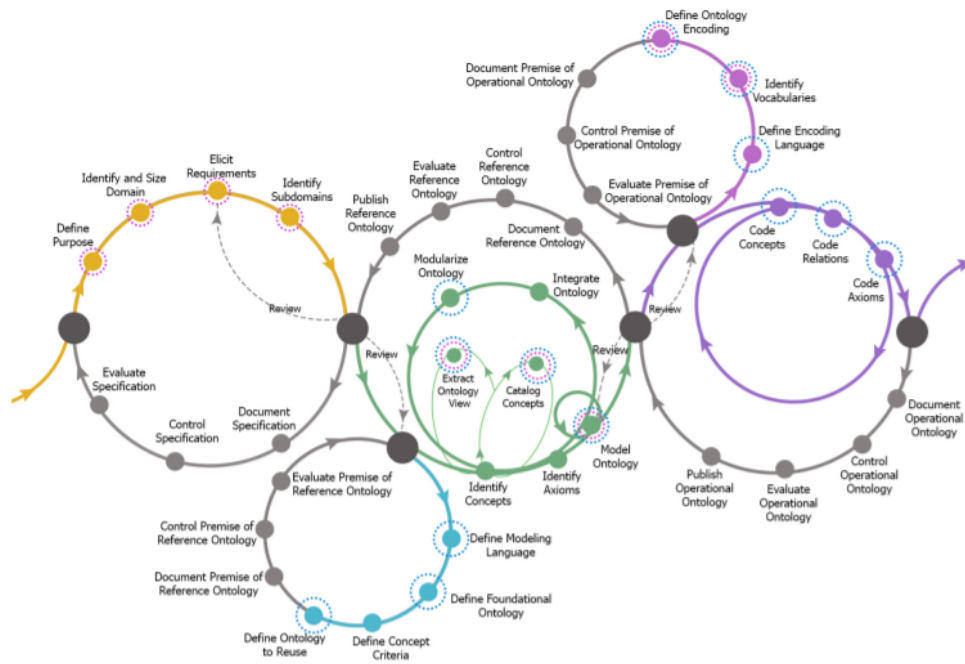 Define Ontology
Encoding
Document Premise of
Operational Ontology
Identify
Vocabularies
Control Premise of
Operational Ontology
Define Encoding
Language
Evaluate Premise of
Operational Ontology
Elicit
Requirements
Identify and Size
Domain
Identify
Subdomains
Define
Purpose
Review
Evaluate
Specification
Control
Specification
Document
Specification
Control
Reference
Ontology
Evaluate
Reference
Ontology
Publish
Reference
Ontology
Document
Reference Ontology
Modularize
Ontology
Integrate
Ontology
Review
Extract
Ontology
View
Catalog
Concepts
Review
Model
Ontology
Identify
Axioms
Identify
Concepts
Review
Code
Concepts
Code
Relations
Code
Axioms
Document
Operational
Ontology
Control
Operational
Ontology
Evaluate
Operational
Ontology
Publish
Operational
Ontology
Evaluate Premise of
Reference Ontology
Control Premise of
Reference Ontology
Define Modeling
Language
Document Premise of
Reference Ontology
Define Foundational
Ontology
Define Ontology
to Reuse
Define Concept
Criteria